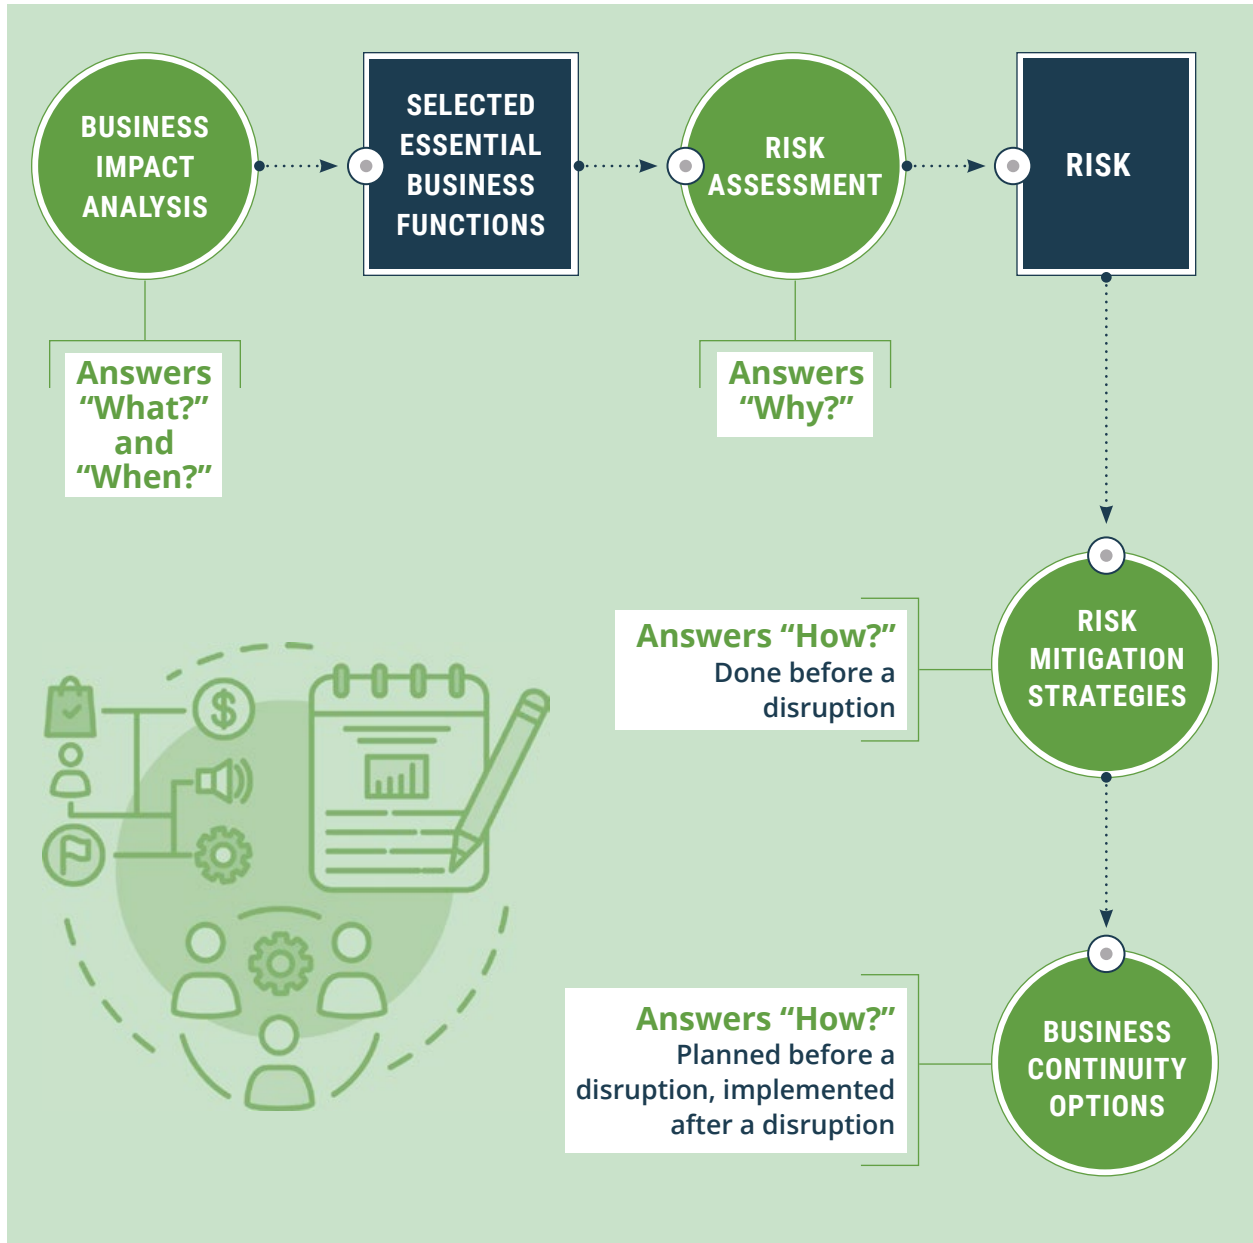 BUSINESS
IMPACT
ANALYSIS
SELECTED
ESSENTIAL
BUSINESS
FUNCTIONS
RISK
ASSESSMENT
RISK
Answers
“What?”
and
“When?”
Answers
“Why?”
RISK
MITIGATION
STRATEGIES
Answers “How?”
Done before a
disruption
BUSINESS
CONTINUITY
OPTIONS
Answers “How?”
Planned before a
disruption, implemented
after a disruption